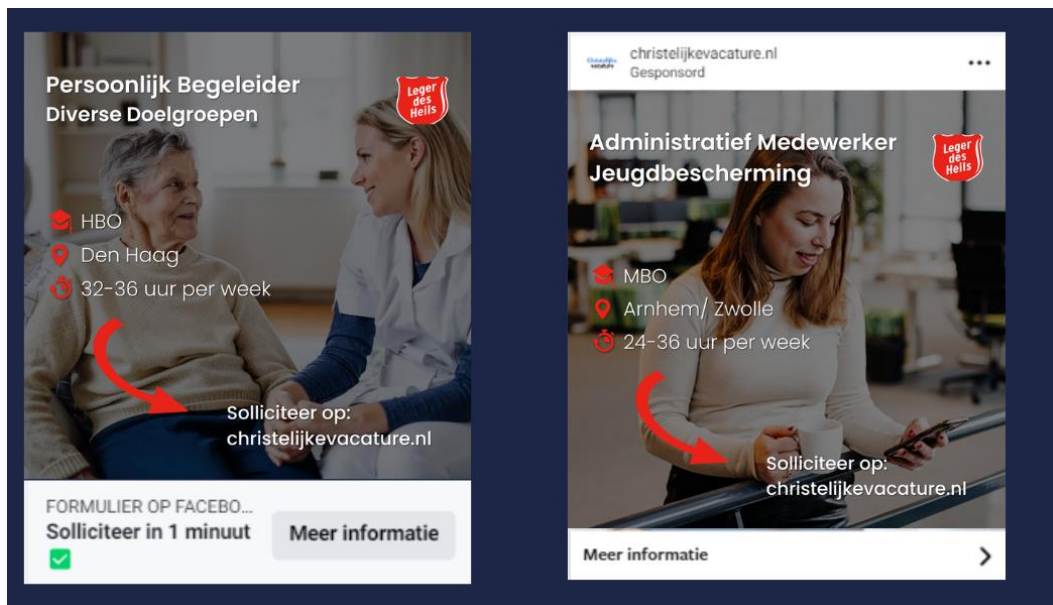 Persoonlijk Begeleider
Diverse Doelgroepen
Leger
des
Heils
HBO
Den Haag
32-36 uur per week
Solliciteer op:
christelijkevacature.nl
FORMULIER OP FACEBO...
Solliciteer in 1 minuut
Meer informatie
Christelijke
vacature
christelijkevacature.nl
Gesponsord
Administratief Medewerker
Jeugdbescherming
Leger
des
Heils
MBO
Arnhem/ Zwolle
24-36 uur per week
Solliciteer op:
christelijkevacature.nl
Meer informatie